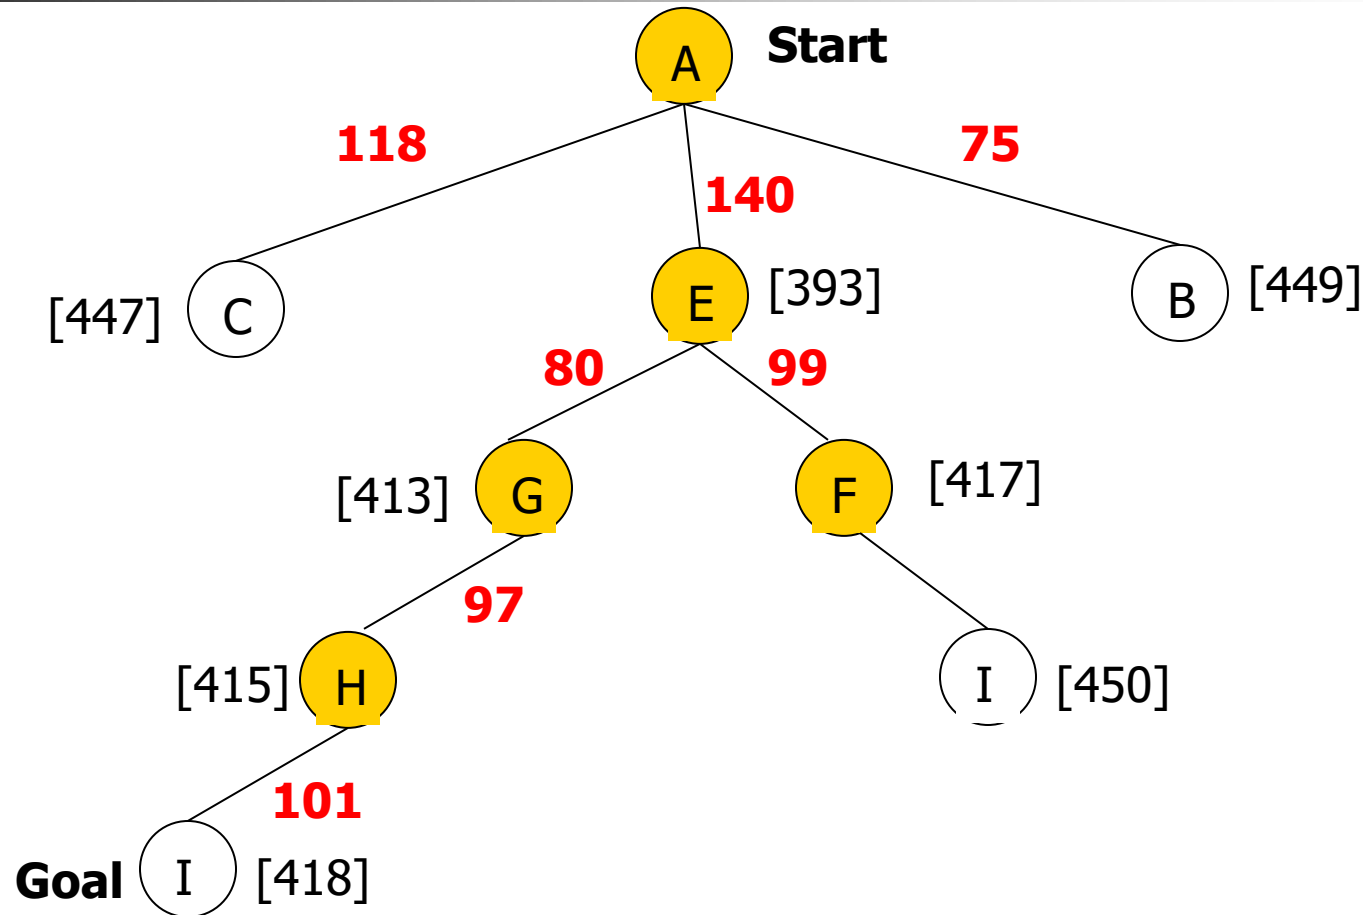 A Start
118
75
140
[447] C
E [393]
B [449]
80
99
[413] G
F [417]
97
[415] H
I [450]
101
Goal I [418]